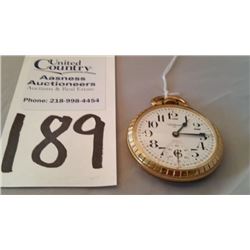 United
Country
Aasness
Auctioneers
Auctions & Real Estate
Phone: 218-998-4454
189